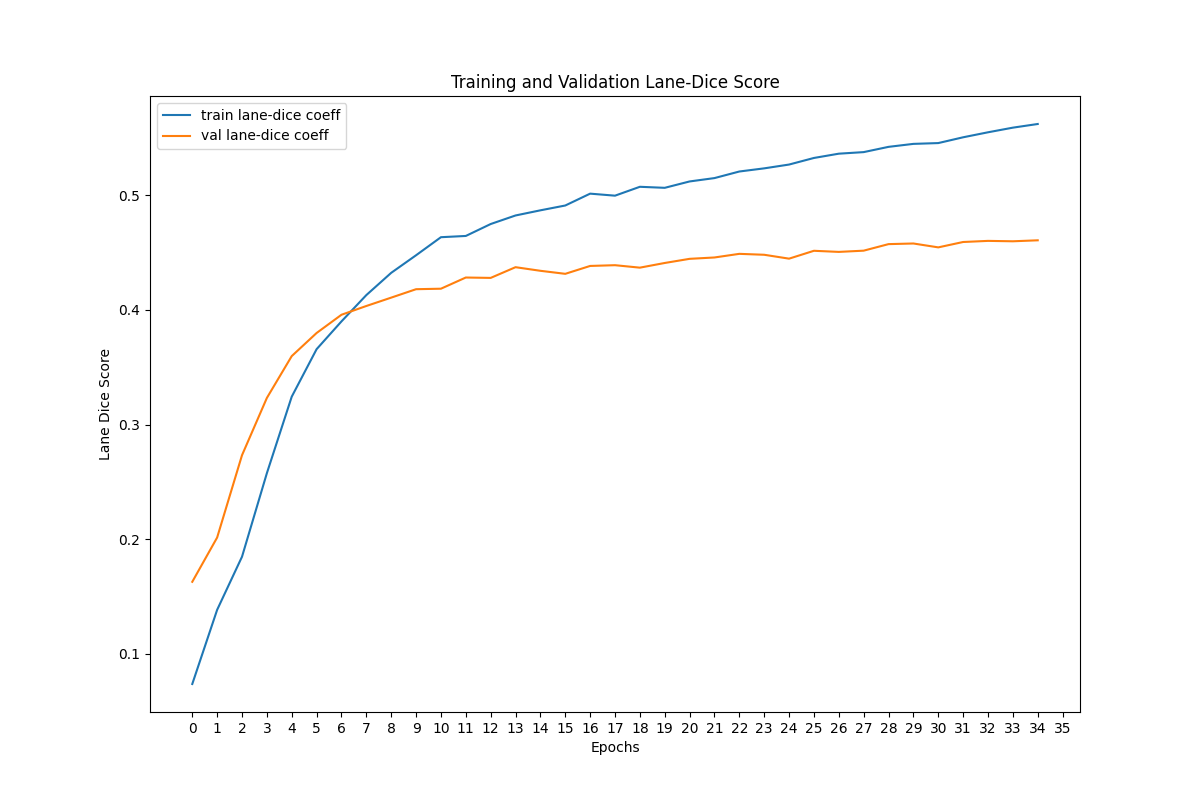 Training and Validation Lane-Dice Score
train lane-dice coeff
val lane-dice coeff
Lane Dice Score
0.5
0.4
0.3
0.2
0.1
0 1 2 3 4 5 6 7 8 9 10 11 12 13 14 15 16 17 18 19 20 21 22 23 24 25 26 27 28 29 30 31 32 33 34 35
Epochs